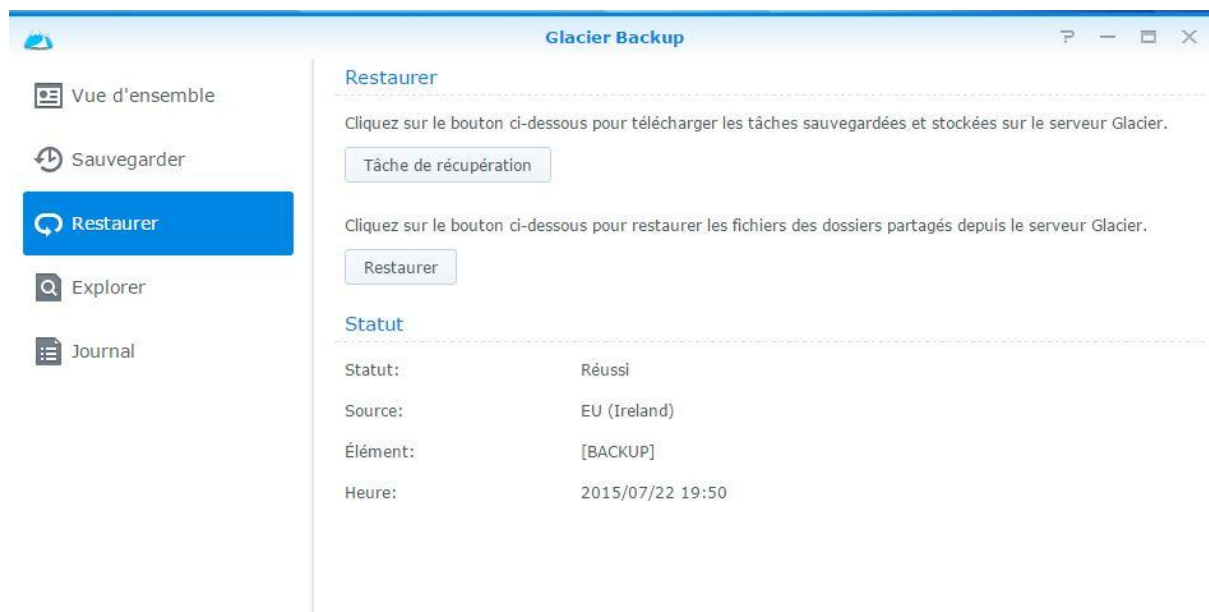 Glacier Backup
Vue d'ensemble
Sauvegarder
Restaurer
Explorer
Journal
Restaurer
Cliquez sur le bouton ci-dessous pour télécharger les tâches sauvegardées et stockées sur le serveur Glacier.
Tâche de récupération
Cliquez sur le bouton ci-dessous pour restaurer les fichiers des dossiers partagés depuis le serveur Glacier.
Restaurer
Statut
Statut: Réussi
Source: EU (Ireland)
Élément: [BACKUP]
Heure: 2015/07/22 19:50